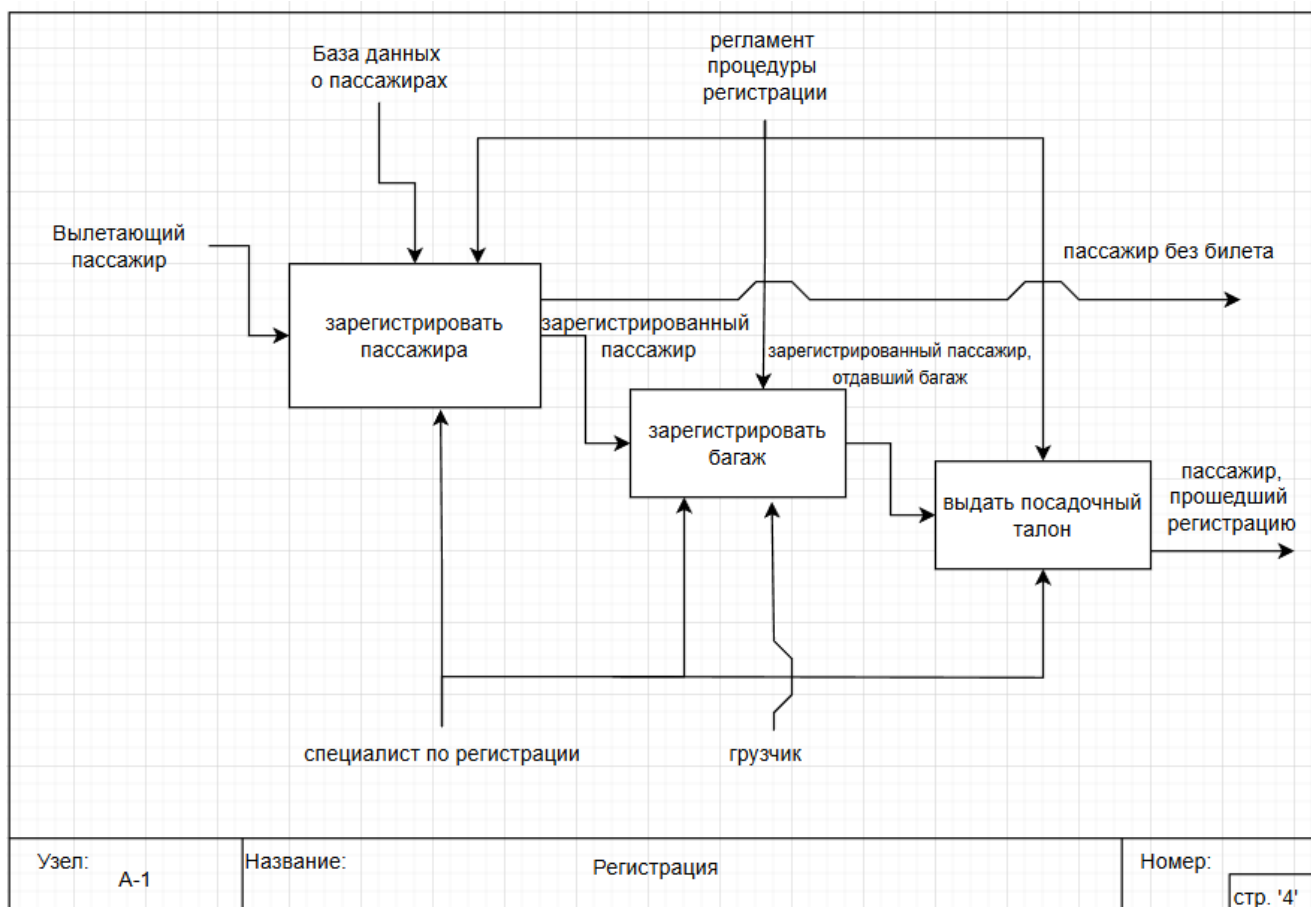 База данных
о пассажирах
регламент
процедуры
регистрации
Вылетающий
пассажир
пассажир без билета
зарегистрировать
пассажира
зарегистрированный
пассажир
зарегистрированный пассажир,
отдавший багаж
зарегистрировать
багаж
выдать посадочный
талон
пассажир,
прошедший
регистрацию
специалист по регистрации
грузчик
Узел:
А-1
Название:
Регистрация
Номер:
стр. '4'